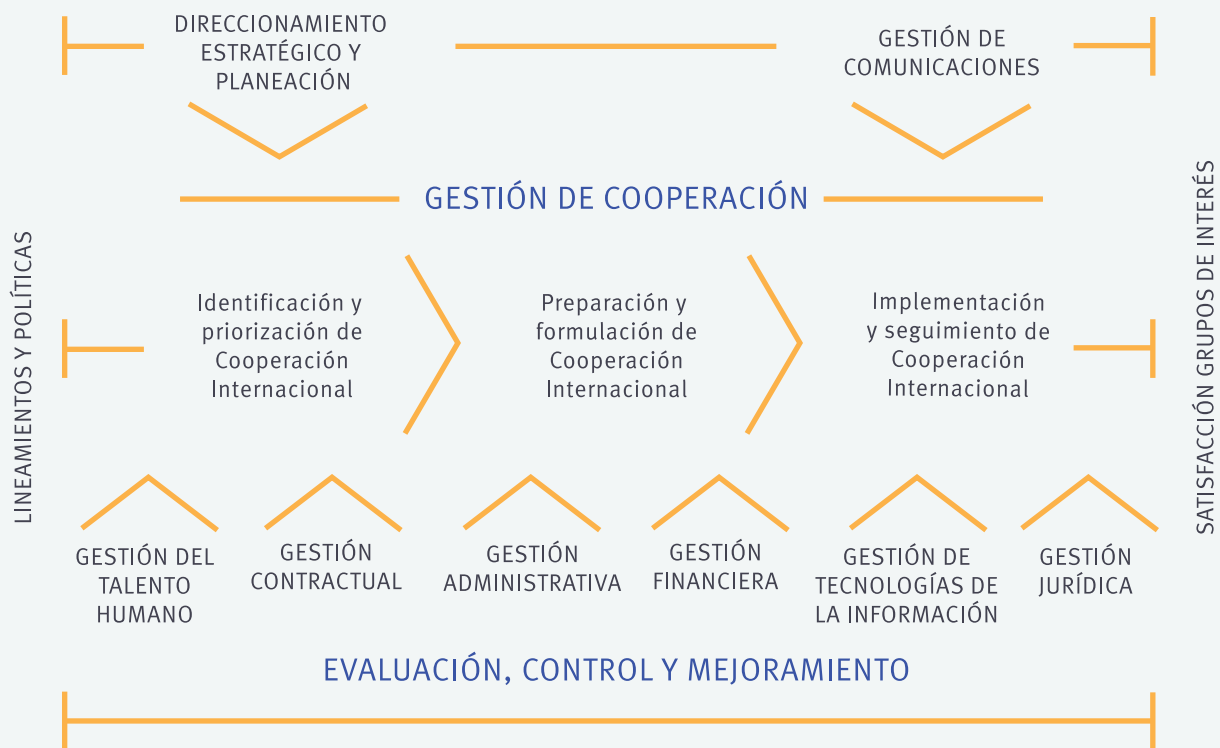 DIRECCIONAMIENTO
ESTRATÉGICO Y
PLANEACIÓN
GESTIÓN DE
COMUNICACIONES
GESTIÓN DE COOPERACIÓN
LINEAMIENTOS Y POLÍTICAS
Identificación y
priorización de
Cooperación
Internacional
Preparación y
formulación de
Cooperación
Internacional
Implementación
y seguimiento de
Cooperación
Internacional
SATISFACCIÓN GRUPOS DE INTERÉS
GESTIÓN DEL
TALENTO
HUMANO
GESTIÓN
CONTRACTUAL
GESTIÓN
ADMINISTRATIVA
GESTIÓN
FINANCIERA
GESTIÓN DE
TECNOLOGÍAS DE
LA INFORMACIÓN
GESTIÓN
JURÍDICA
EVALUACIÓN, CONTROL Y MEJORAMIENTO